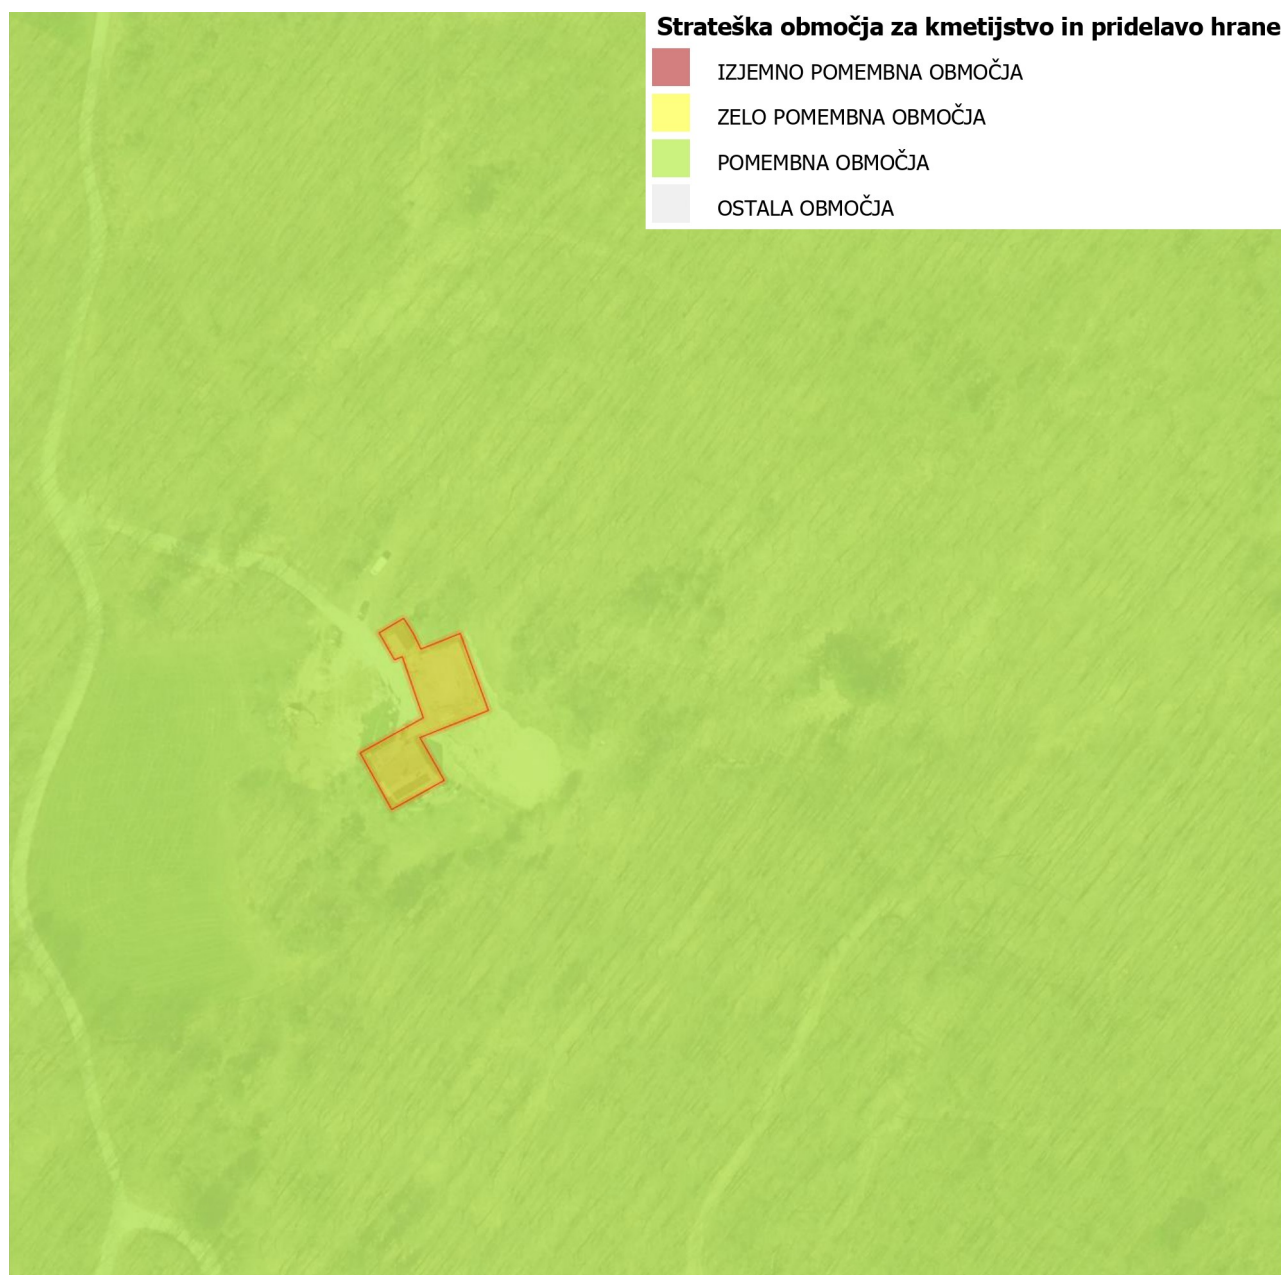 Strateška območja za kmetijstvo in pridelavo hrane
IZJEMNO POMEMBNA OBMOČJA
ZELO POMEMBNA OBMOČJA
POMEMBNA OBMOČJA
OSTALA OBMOČJA